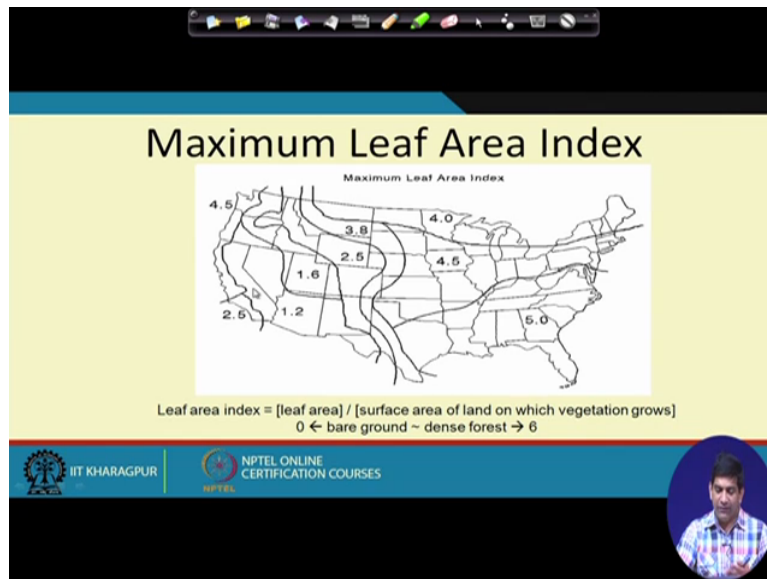 Maximum Leaf Area Index
Maximum Leaf Area Index
4.5
4.0
3.8
2.5
4.5
1.6
2.5
1.2
5.0
Leaf area index = [leaf area] / [surface area of land on which vegetation grows]
0 ← bare ground ~ dense forest → 6
IIT KHARAGPUR
NPTEL
NPTEL ONLINE
CERTIFICATION COURSES